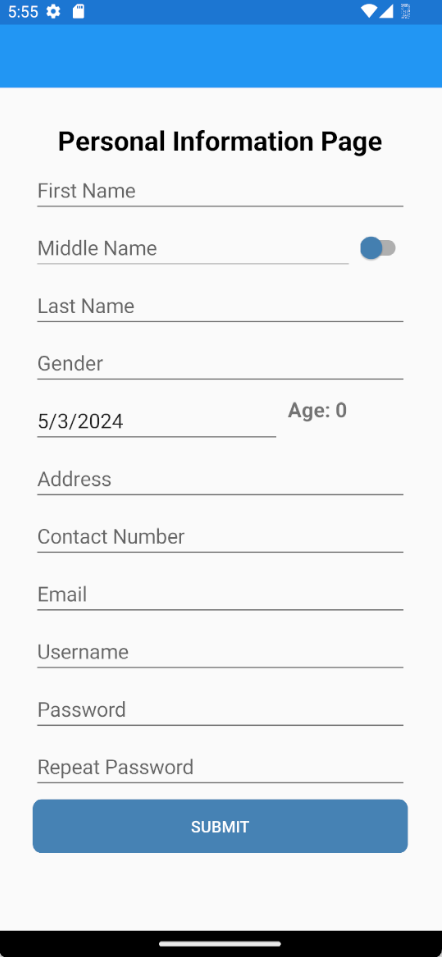 5:55
Personal Information Page
First Name
Middle Name
Last Name
Gender
5/3/2024 Age: 0
Address
Contact Number
Email
Username
Password
Repeat Password
SUBMIT